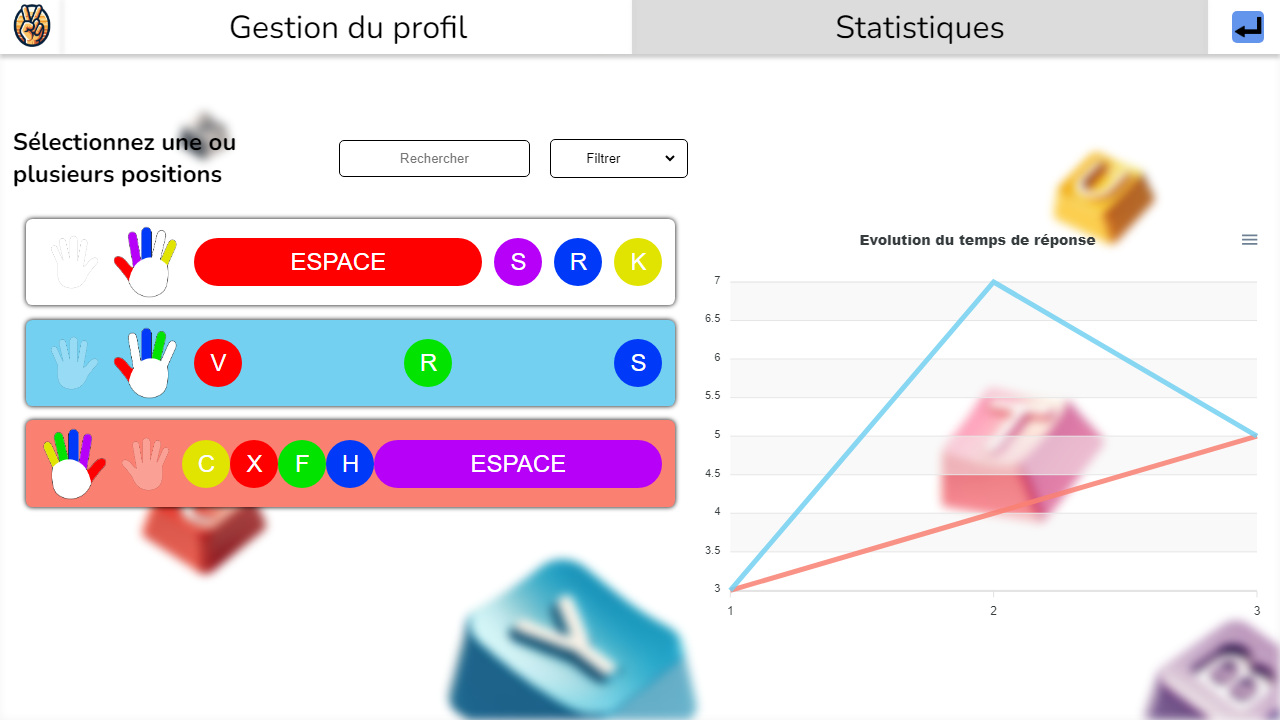 Gestion du profil
Statistiques
Sélectionnez une ou
plusieurs positions
Rechercher
Filtrer
ESPACE S R K
V R S
C X F H ESPACE
Evolution du temps de réponse
7
6.5
6
5.5
5
4.5
4
3.5
3
1 2 3
U
T
Y
B